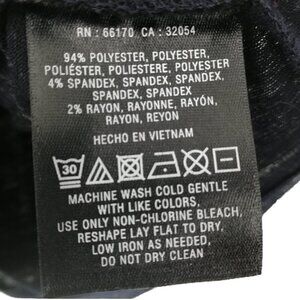 RN : 66170 CA : 32054
94% POLYESTER, POLYESTER,
POLIÉSTER, POLIESTERE, POLYESTER
4% SPANDEX, SPANDEX, SPANDEX,
SPANDEX, SPANDEX
2% RAYON, RAYONNE, RAYÓN,
RAYON, REYON
HECHO EN VIETNAM
30
MACHINE WASH COLD GENTLE
WITH LIKE COLORS,
USE ONLY NON-CHLORINE BLEACH,
RESHAPE LAY FLAT TO DRY,
LOW IRON AS NEEDED,
DO NOT DRY CLEAN